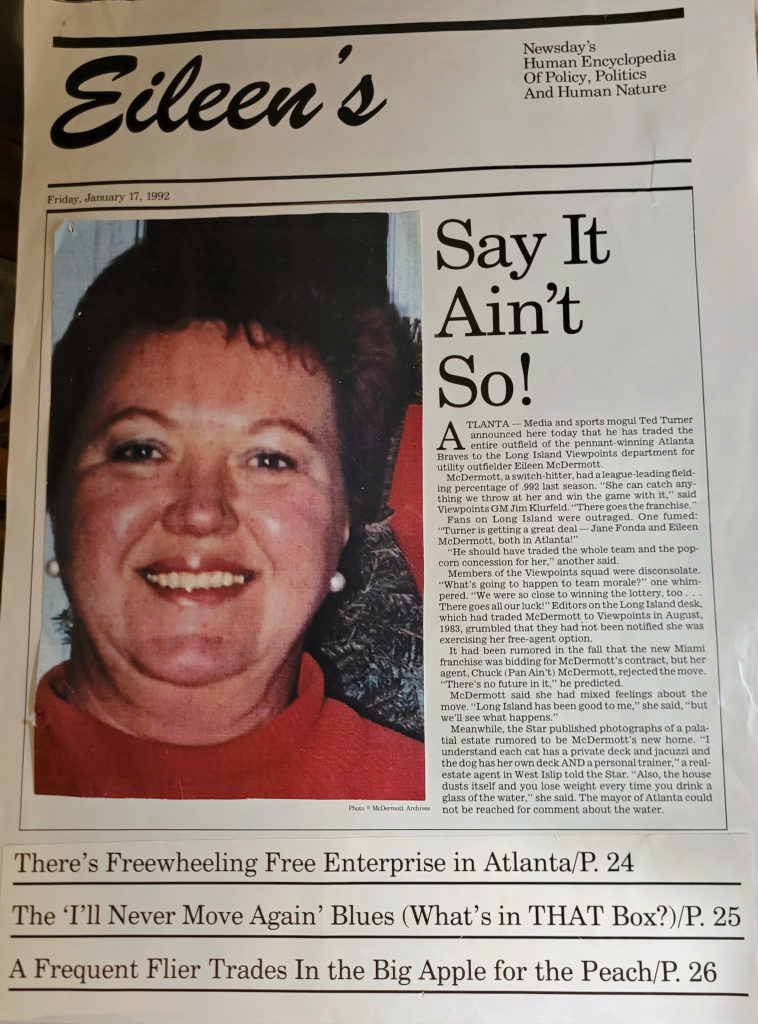 Eileen's
Newsday's
Human Encyclopedia
Of Policy, Politics
And Human Nature
Friday, January 17, 1992
Say It
Ain't
So!
ATLANTA — Media and sports mogul Ted Turner
announced here today that he has traded the
entire outfield of the pennant-winning Atlanta
Braves to the Long Island Viewpoints department for
utility outfielder Eileen McDermott.
McDermott, a switch-hitter, had a league-leading field-
ing percentage of .992 last season. "She can catch any-
thing we throw at her and win the game with it," said
Viewpoints GM Jim Klurfeld. "There goes the franchise."
Fans on Long Island were outraged. One fumed:
"Turner is getting a great deal — Jane Fonda and Eileen
McDermott, both in Atlanta!"
"He should have traded the whole team and the pop-
corn concession for her," another said.
Members of the Viewpoints squad were disconsolate.
"What's going to happen to team morale?" one whim-
pered. "We were so close to winning the lottery, too . . .
There goes all our luck!" Editors on the Long Island desk,
which had traded McDermott to Viewpoints in August,
1983, grumbled that they had not been notified she was
exercising her free-agent option.
It had been rumored in the fall that the new Miami
franchise was bidding for McDermott's contract, but her
agent, Chuck (Pan Ain't) McDermott, rejected the move.
"There's no future in it," he predicted.
McDermott said she had mixed feelings about the
move. "Long Island has been good to me," she said, "but
we'll see what happens."
Meanwhile, the Star published photographs of a pala-
tial estate rumored to be McDermott's new home. "I
understand each cat has a private deck and jacuzzi and
the dog has her own deck AND a personal trainer," a real-
estate agent in West Islip told the Star. "Also, the house
dusts itself and you lose weight every time you drink a
glass of the water," she said. The mayor of Atlanta could
not be reached for comment about the water.
Photo © McDermott Archives
There's Freewheeling Free Enterprise in Atlanta/P. 24
The 'I'll Never Move Again' Blues (What's in THAT Box?)/P. 25
A Frequent Flier Trades In the Big Apple for the Peach/P. 26